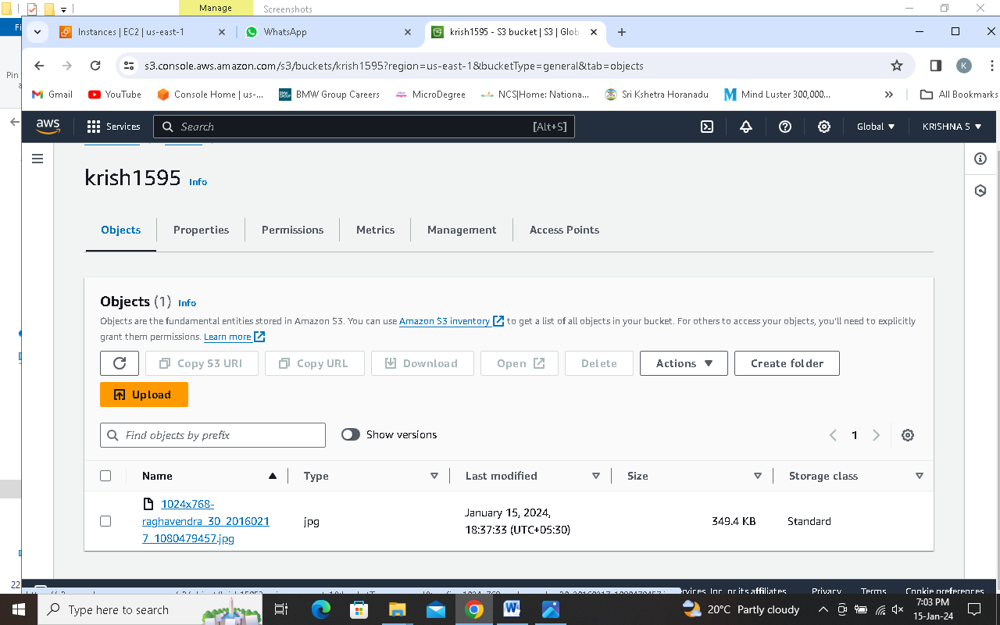 Manage
Screenshots
Fi
Instances | EC2 | us-east-1
WhatsApp
krish1595 - S3 bucket | S3 | Glob
s3.console.aws.amazon.com/s3/buckets/krish1595?region=us-east-1&bucketType=general&tab=objects
K
Pin
Gmail
YouTube
Console Home | us-...
BMW Group Careers
MicroDegree
NCS|Home: Nationa...
Sri Kshetra Horanadu
Mind Luster 300,000...
»
All Bookmarks
aws
Services
Search
[Alt+S]
Global
KRISHNA S
krish1595
Info
Objects
Properties
Permissions
Metrics
Management
Access Points
Objects (1)
Info
Objects are the fundamental entities stored in Amazon S3. You can use Amazon S3 inventory to get a list of all objects in your bucket. For others to access your objects, you'll need to explicitly
grant them permissions. Learn more
Copy S3 URI
Copy URL
Download
Open
Delete
Actions
Create folder
Upload
Find objects by prefix
Show versions
1
Name
Type
Last modified
Size
Storage class
1024x768-
raghavendra_30_2016021
7_1080479457.jpg
jpg
January 15, 2024,
18:37:33 (UTC+05:30)
349.4 KB
Standard
22
rvices, Inc. or its affiliates.
Privacy
Terms
Cookie preferences
Type here to search
20°C Partly cloudy
7:03 PM
15-Jan-24